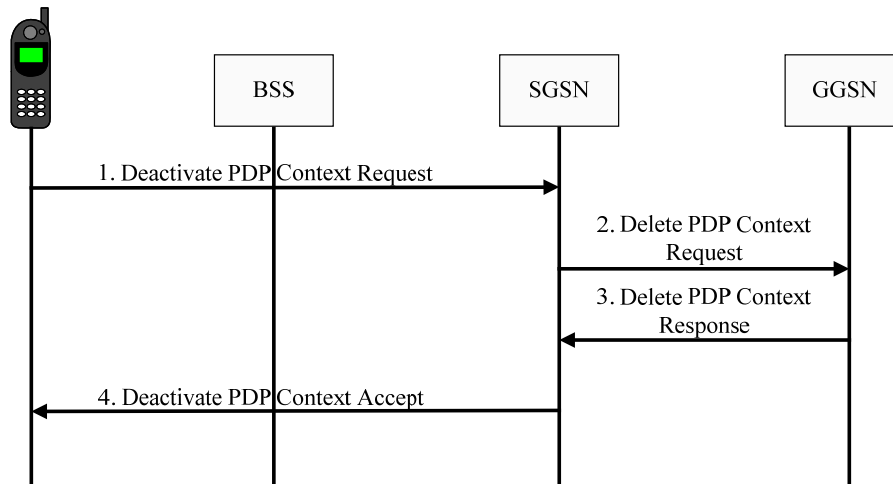 BSS
SGSN
GGSN
1. Deactivate PDP Context Request
2. Delete PDP Context
Request
3. Delete PDP Context
Response
4. Deactivate PDP Context Accept